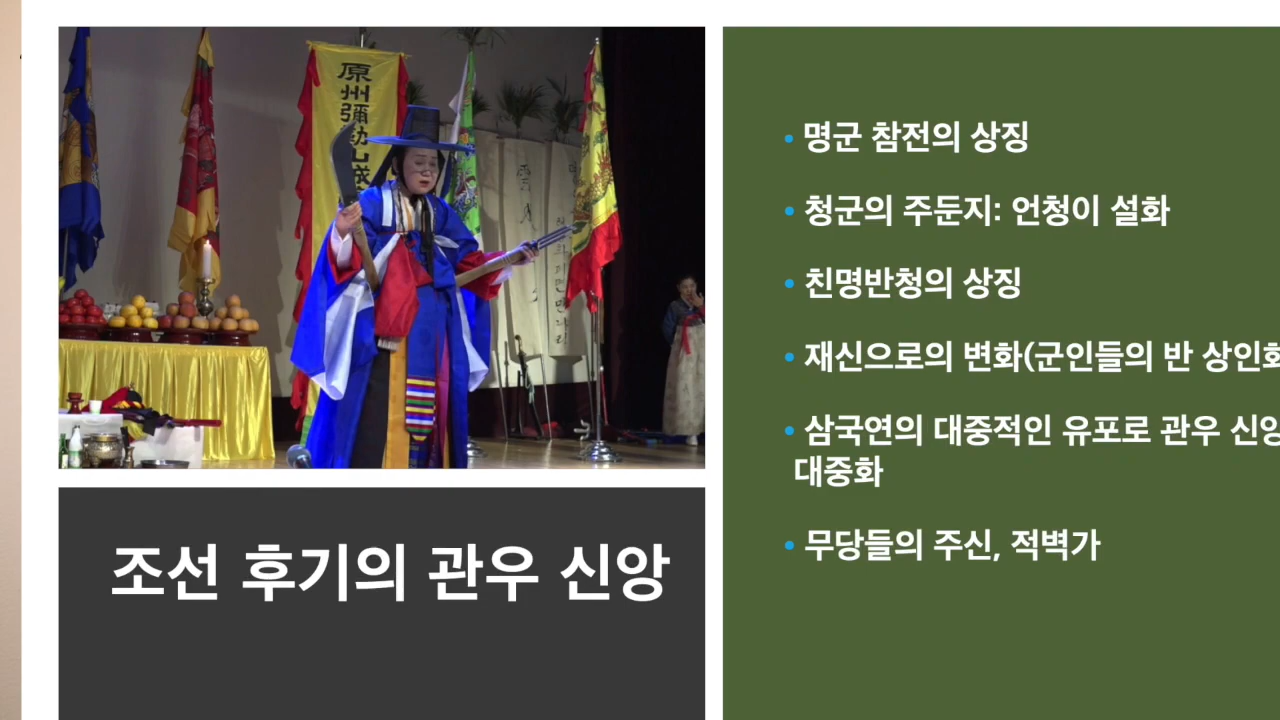 原州彌勒山
조선 후기의 관우 신앙
• 명군 참전의 상징
• 청군의 주둔지: 언청이 설화
• 친명반청의 상징
• 재신으로의 변화(군인들의 반 상인화
• 삼국연의 대중적인 유포로 관우 신앙
대중화
• 무당들의 주신, 적벽가